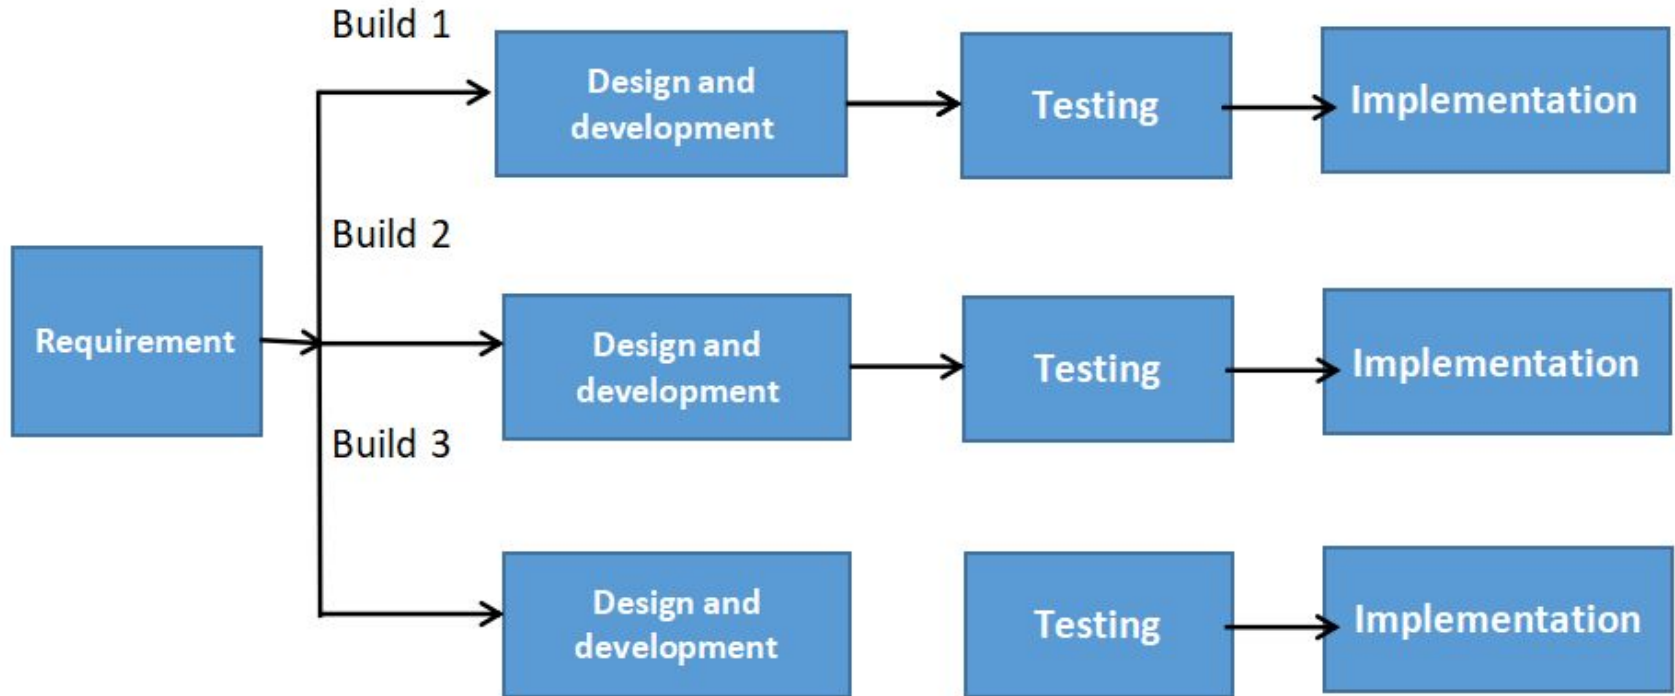 Build 1
Design and
development
Testing
Implementation
Build 2
Requirement
Design and
development
Testing
Implementation
Build 3
Design and
development
Testing
Implementation